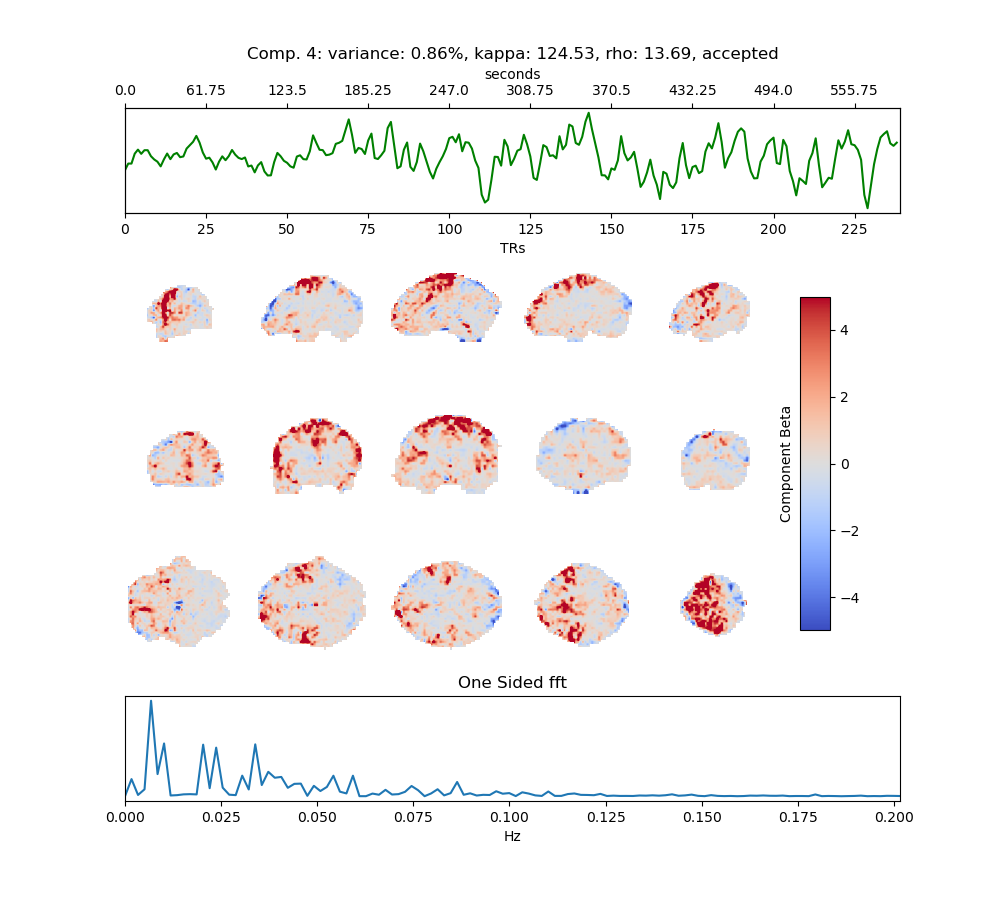 Comp. 4: variance: 0.86%, kappa: 124.53, rho: 13.69, accepted
seconds
0.0 61.75 123.5 185.25 247.0 308.75 370.5 432.25 494.0 555.75
0 25 50 75 100 125 150 175 200 225
TRs
4
2
0
−2
−4
Component Beta
One Sided fft
0.000 0.025 0.050 0.075 0.100 0.125 0.150 0.175 0.200
Hz